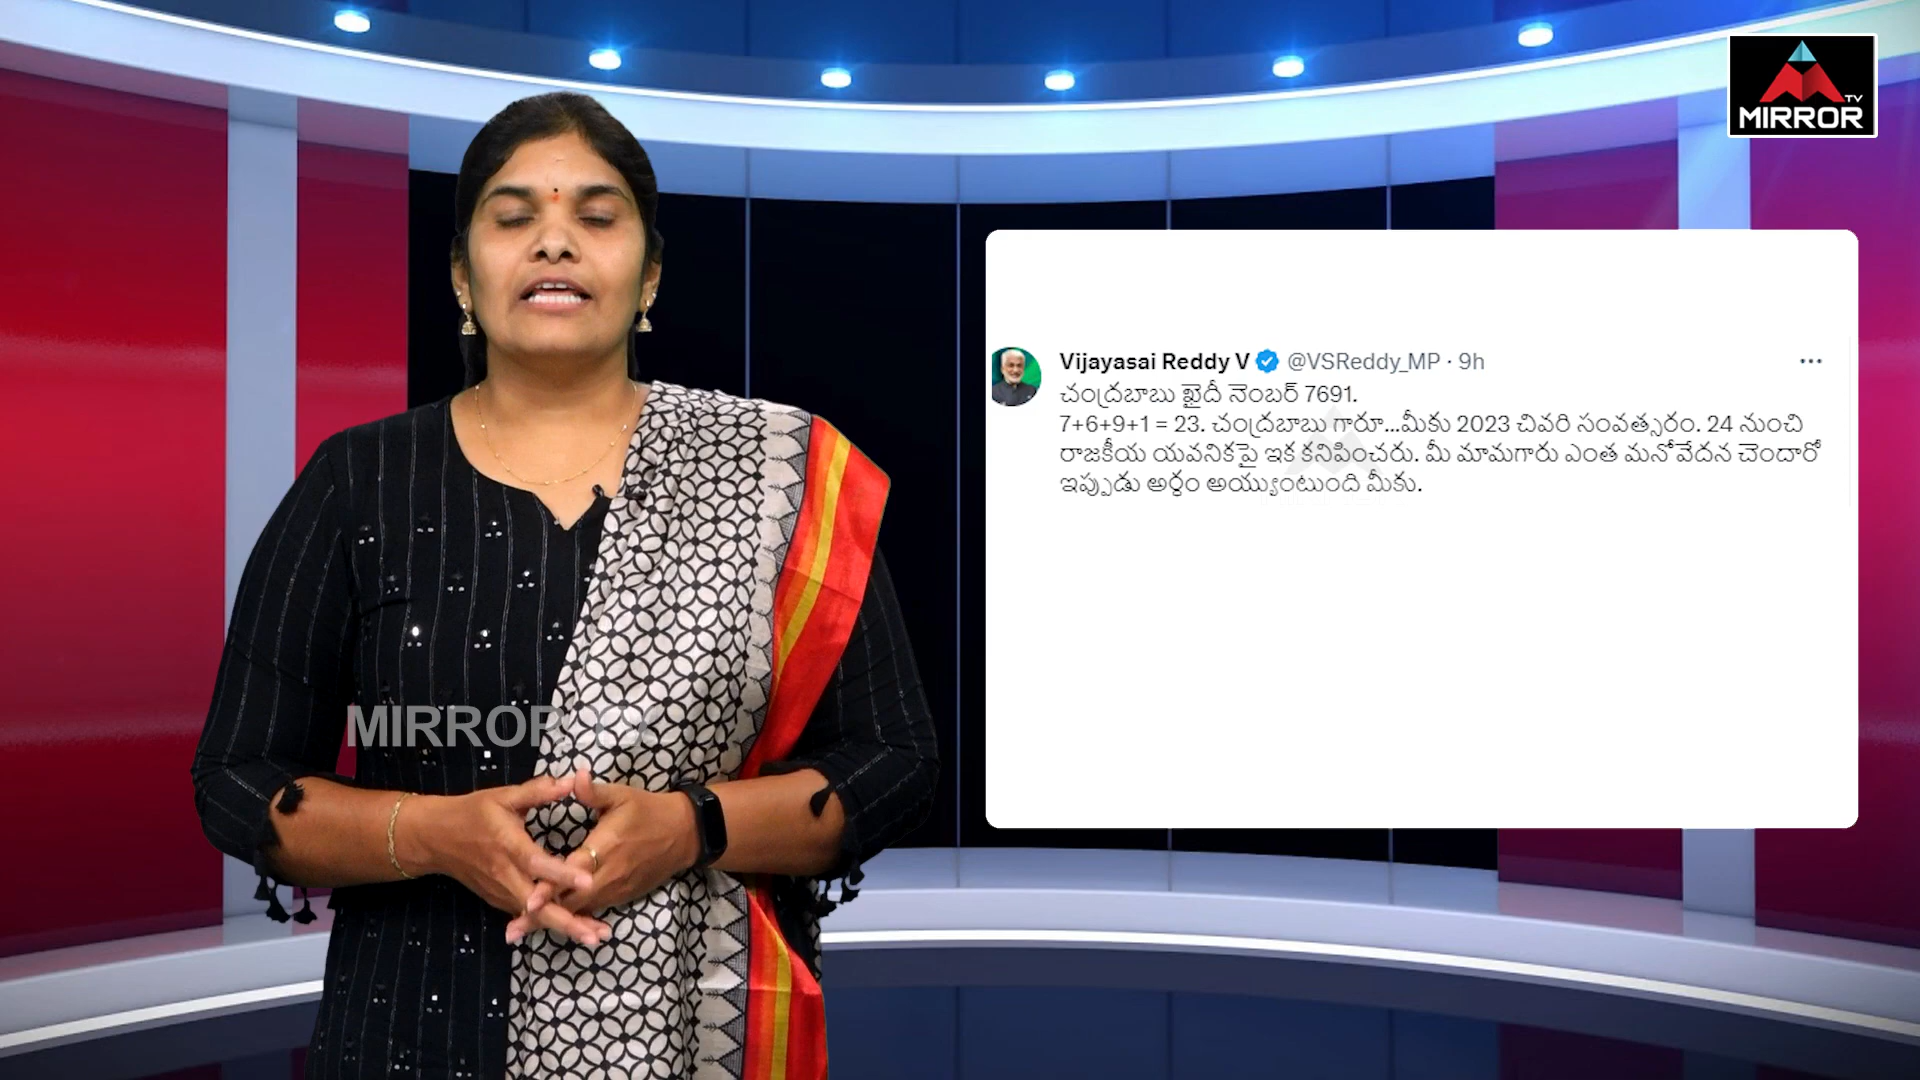 TV
MIRROR
Vijayasai Reddy V @VSReddy_MP · 9h
చంద్రబాబు ఖైదీ నెంబర్ 7691.
7+6+9+1 = 23. చంద్రబాబు గారూ...మీకు 2023 చివరి సంవత్సరం. 24 నుంచి
రాజకీయ యవనికపై ఇక కనిపించరు. మీ మామగారు ఎంత మనోవేదన చెందారో
ఇప్పుడు అర్థం అయ్యుంటుంది మీకు.
MIRROR TV